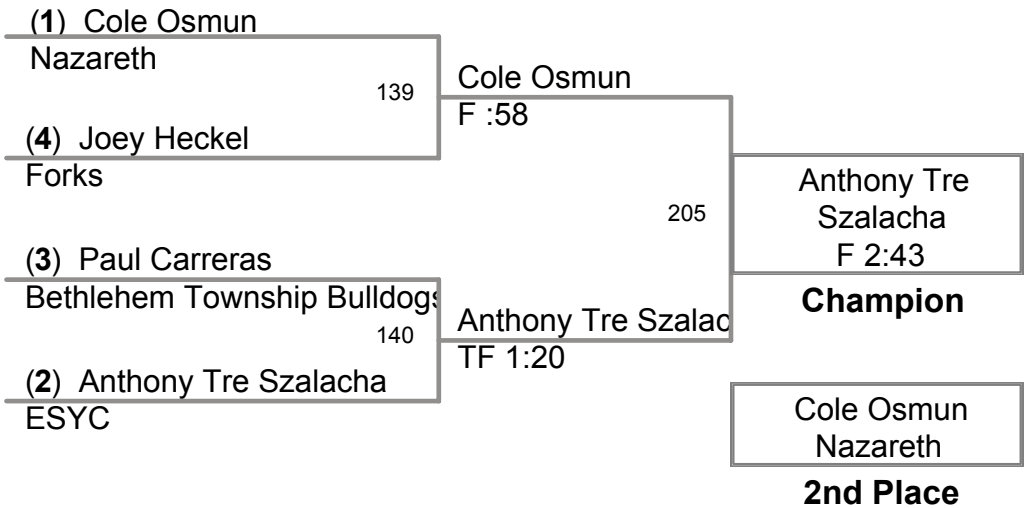 (1) Cole Osmun
Nazareth
139
(4) Joey Heckel
Forks
Cole Osmun
F :58
(3) Paul Carreras
Bethlehem Township Bulldogs
140
(2) Anthony Tre Szalacha
ESYC
Anthony Tre Szalac
TF 1:20
205
Anthony Tre
Szalacha
F 2:43
Champion
Cole Osmun
Nazareth
2nd Place